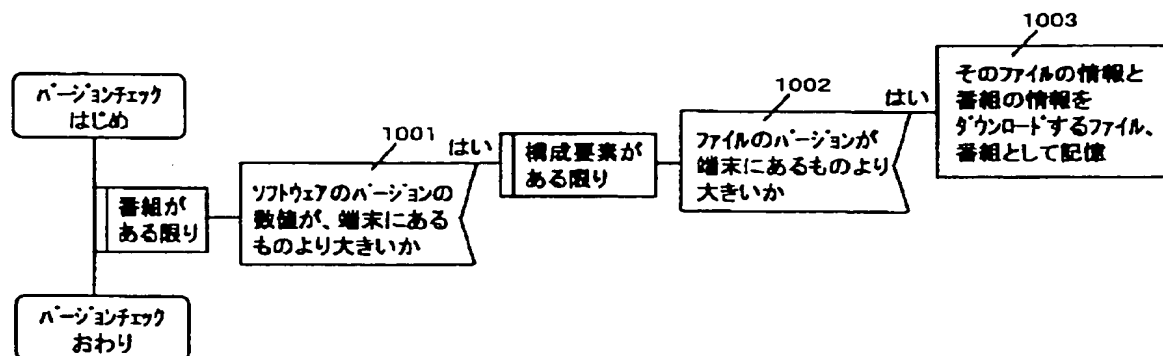 バージョンチェック
はじめ
番組が
ある限り
バージョンチェック
おわり
1001
ソフトウェアのバージョンの
数値が、端末にある
ものより大きいか
はい
構成要素が
ある限り
1002
ファイルのバージョンが
端末にあるものより
大きいか
はい
1003
そのファイルの情報と
番組の情報を
ダウンロードするファイル、
番組として記憶